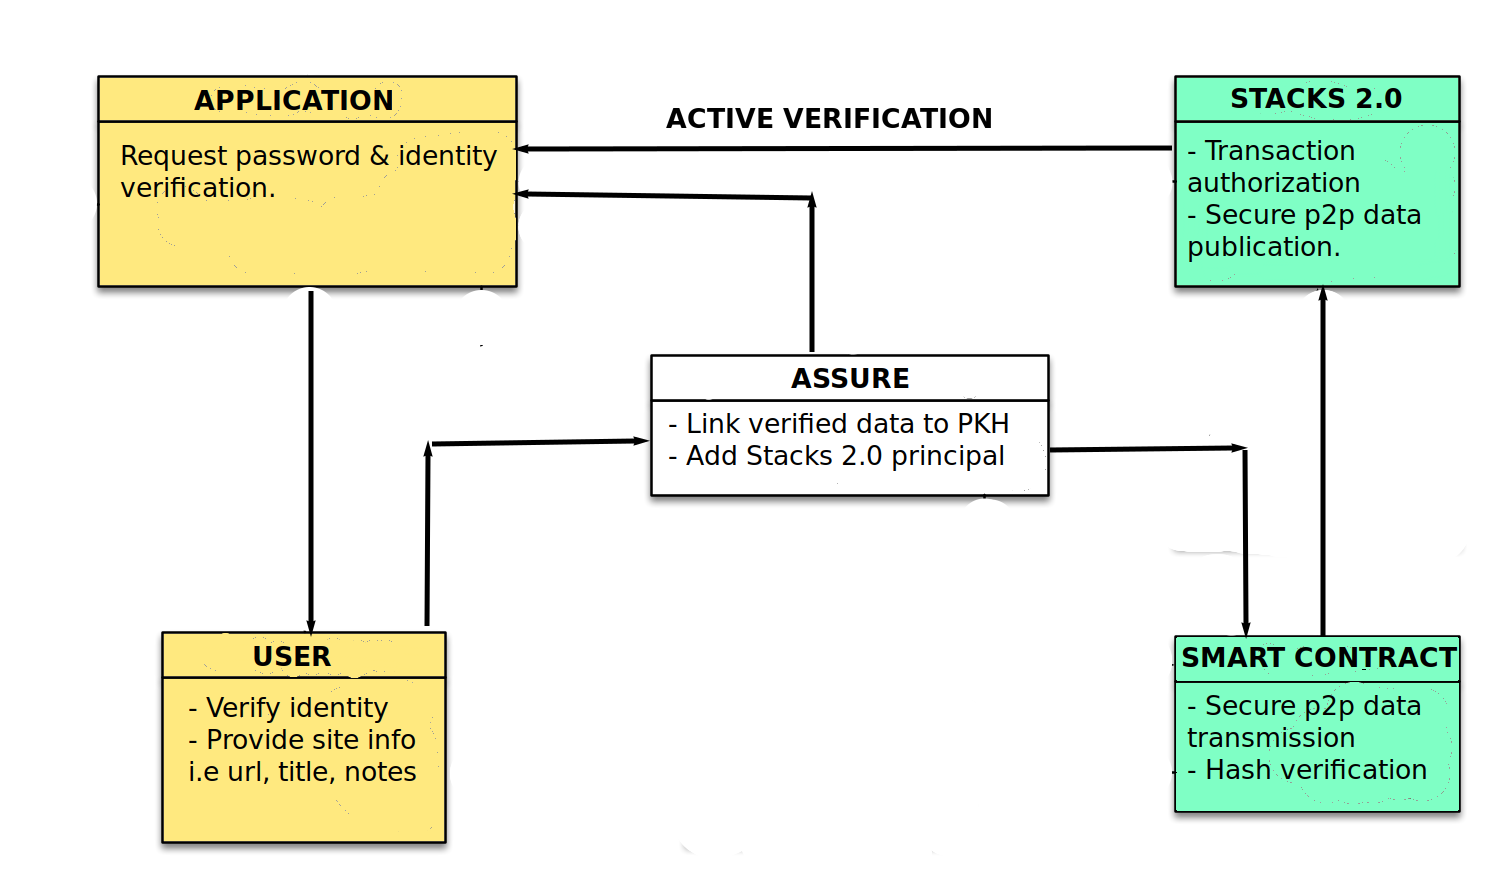 APPLICATION
Request password & identity
verification.
ACTIVE VERIFICATION
STACKS 2.0
- Transaction
authorization
- Secure p2p data
publication.
ASSURE
- Link verified data to PKH
- Add Stacks 2.0 principal
USER
- Verify identity
- Provide site info
i.e url, title, notes
SMART CONTRACT
- Secure p2p data
transmission
- Hash verification